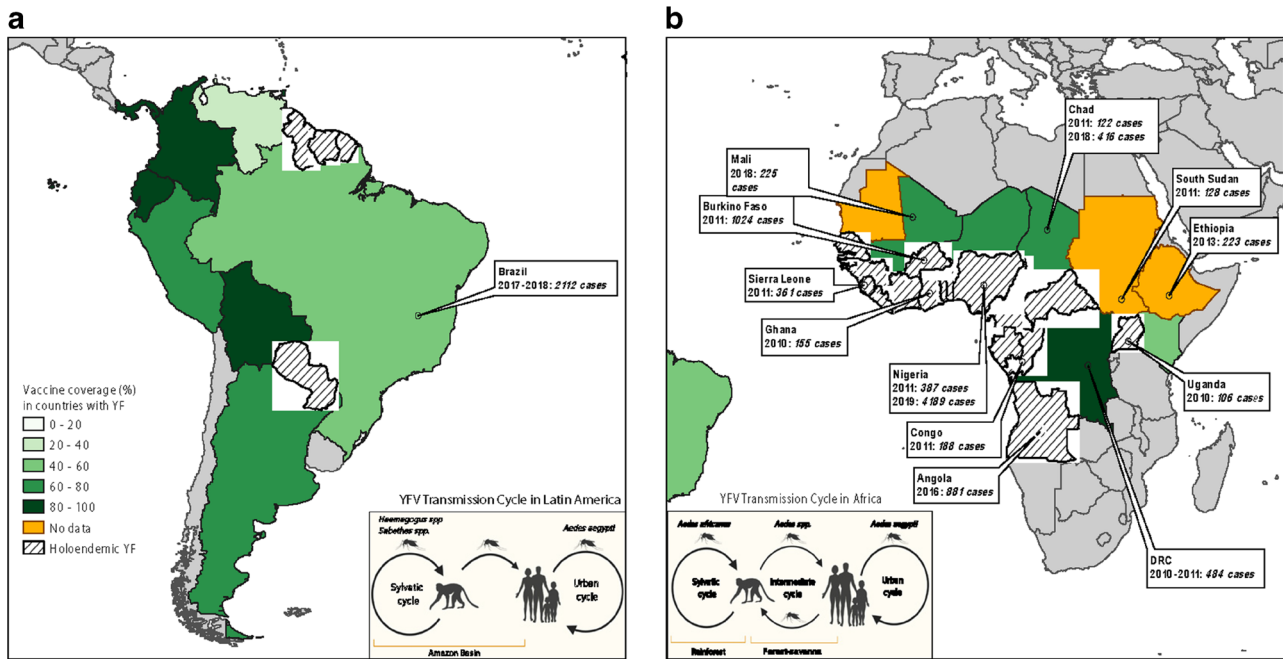 a
Brazil
2017-2018: 2112 cases
Vaccine coverage (%)
in countries with YF
0 - 20
20 - 40
40 - 60
60 - 80
80 - 100
No data
Holoendemic YF
YFV Transmission Cycle in Latin America
Haemagogus spp
Sabethes spp.
Aedes aegypti
Sylvatic
cycle
Urban
cycle
Amazon Basin
b
Chad
2011: 122 cases
2018: 416 cases
Mali
2018: 225
cases
South Sudan
2011: 128 cases
Burkino Faso
2011: 1024 cases
Ethiopia
2013: 223 cases
Sierra Leone
2011: 361 cases
Ghana
2010: 155 cases
Nigeria
2011: 387 cases
2019: 4189 cases
Uganda
2010: 106 cases
Congo
2011: 188 cases
Angola
2016: 881 cases
DRC
2010-2011: 484 cases
YFV Transmission Cycle in Africa
Aedes africanus
Aedes spp.
Aedes aegypti
Sylvatic
cycle
Intermediate
cycle
Urban
cycle
Rainforest
Forest-savanna